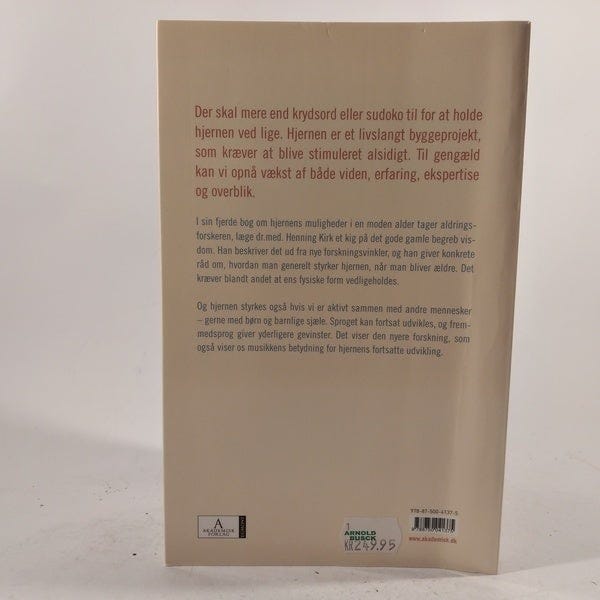 Der skal mere end krydsord eller sudoko til for at holde
hjernen ved lige. Hjernen er et livslangt byggeprojekt,
som kræver at blive stimuleret alsidigt. Til gengæld
kan vi opnå vækst af både viden, erfaring, ekspertise
og overblik.
I sin fjerde bog om hjernens muligheder i en moden alder tager aldrings-
forskeren, læge dr.med. Henning Kirk et kig på det gode gamle begreb vis-
dom. Han beskriver det ud fra nye forskningsvinkler, og han giver konkrete
råd om, hvordan man generelt styrker hjernen, når man bliver ældre. Det
kræver blandt andet at ens fysiske form vedligeholdes.
Og hjernen styrkes også hvis vi er aktivt sammen med andre mennesker
– gerne med børn og barnlige sjæle. Sproget kan fortsat udvikles, og frem-
medsprog giver yderligere gevinster. Det viser den nyere forskning, som
også viser os musikkens betydning for hjernens fortsatte udvikling.
978-87-500-4137-5
A
AKADEMISK
FORLAG
1
ARNOLD
BUSCK
KR249.95
www.akademisk.dk